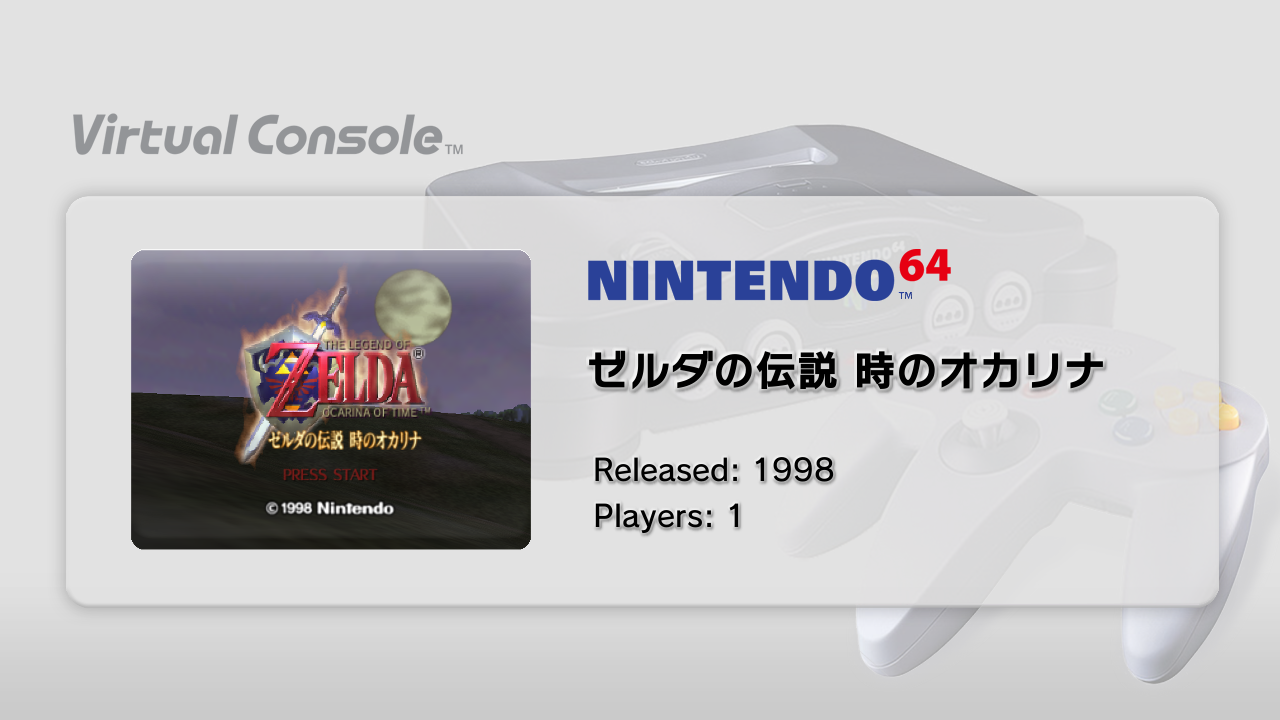 Virtual Console™
THE LEGEND OF
ZELDA®
OCARINA OF TIME™
ゼルダの伝説 時のオカリナ
PRESS START
© 1998 Nintendo
NINTENDO64™
ゼルダの伝説 時のオカリナ
Released: 1998
Players: 1